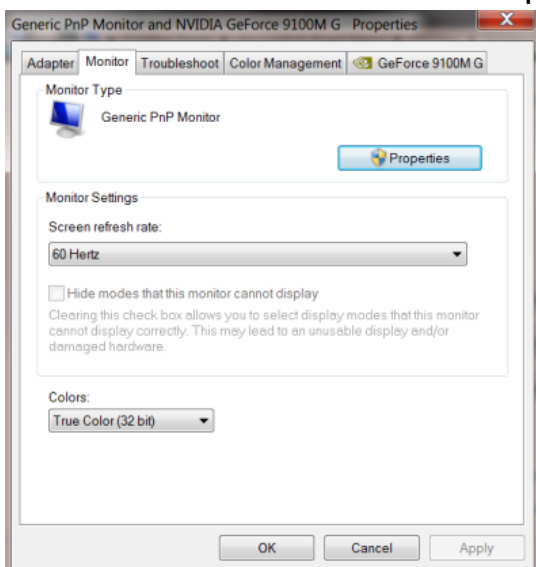 Generic PnP Monitor and NVIDIA GeForce 9100M G Properties
X
Adapter Monitor Troubleshoot Color Management GeForce 9100M G
Monitor Type
Generic PnP Monitor
Properties
Monitor Settings
Screen refresh rate:
60 Hertz
Hide modes that this monitor cannot display
Clearing this check box allows you to select display modes that this monitor
cannot display correctly. This may lead to an unusable display and/or
damaged hardware.
Colors:
True Color (32 bit)
OK Cancel Apply